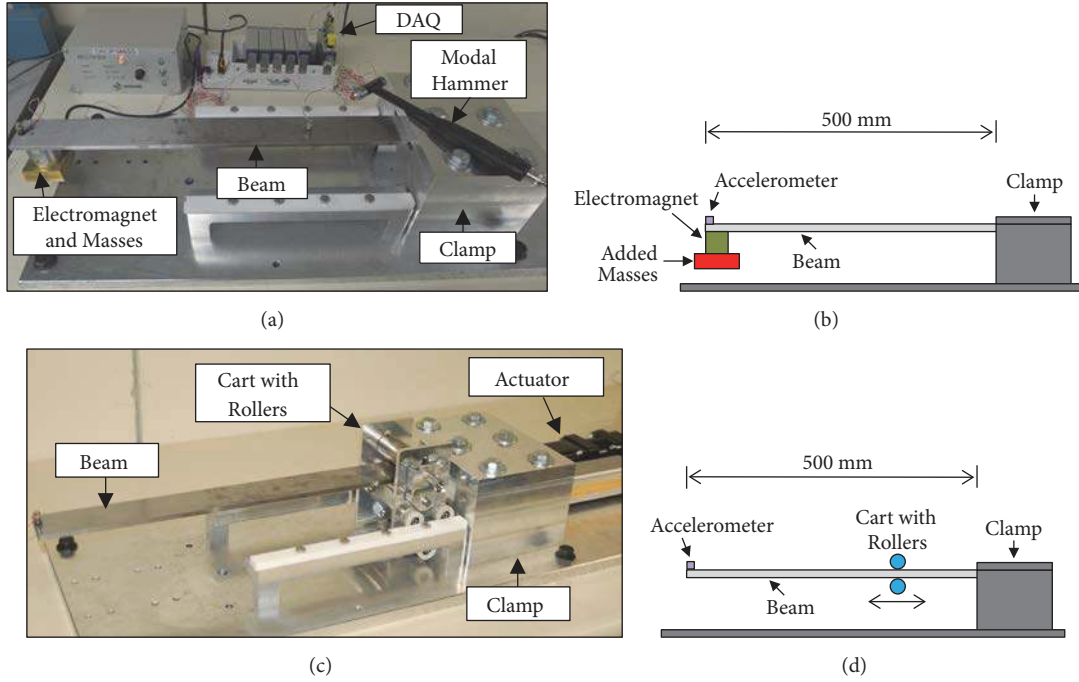 DAQ
Modal
Hammer
Beam
Electromagnet
and Masses
Clamp
(a)
500 mm
Accelerometer
Clamp
Electromagnet
Added
Masses
Beam
(b)
Cart with
Rollers
Actuator
Beam
Clamp
(c)
500 mm
Accelerometer
Cart with
Rollers
Clamp
Beam
(d)